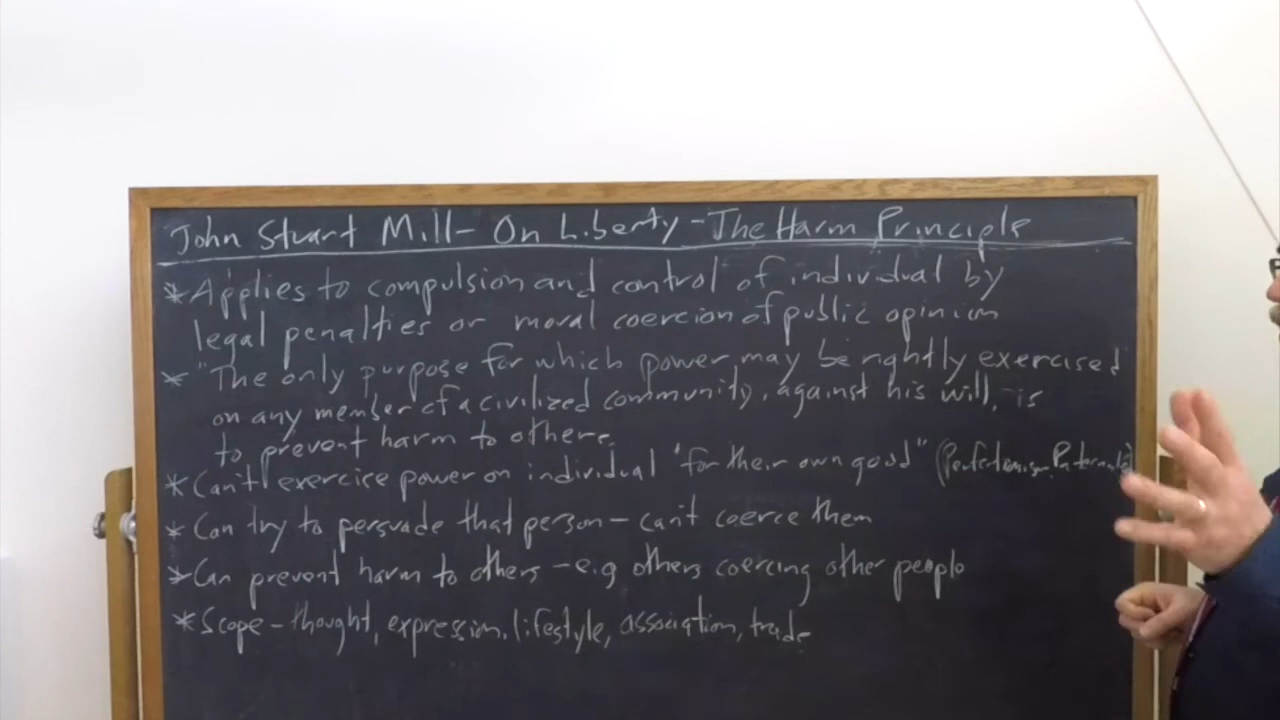 John Stuart Mill- On Liberty - The Harm Principle
* Applies to compulsion and control of individual by
legal penalties or moral coercion of public opinion
* "The only purpose for which power may be rightly exercised
on any member of a civilized community, against his will, is
to prevent harm to others
* Can't exercise power on individual "for their own good" (Perfectionism
* Can try to persuade that person - can't coerce them
* Can prevent harm to others - e.g others coercing other people
* Scope - thought, expression, lifestyle, association, trade